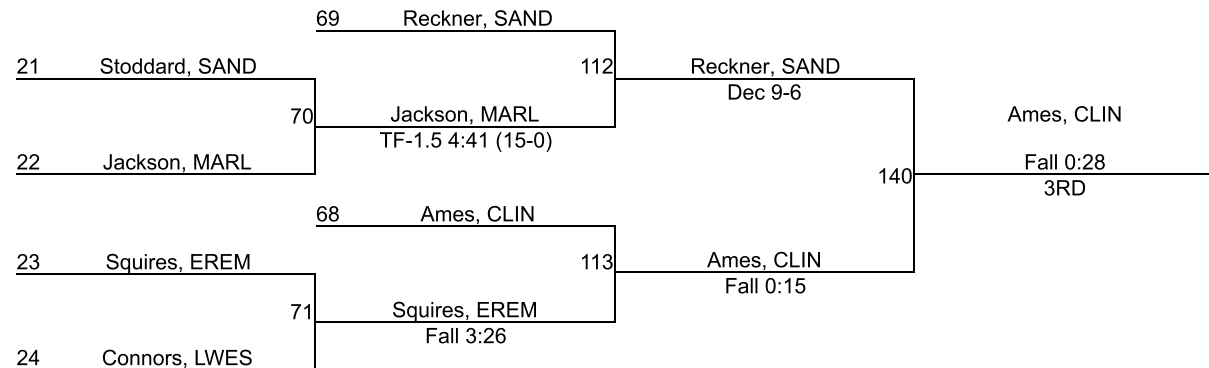 69 Reckner, SAND
21 Stoddard, SAND
112 Reckner, SAND
Dec 9-6
70 Jackson, MARL
TF-1.5 4:41 (15-0)
Ames, CLIN
22 Jackson, MARL
Fall 0:28
140
3RD
68 Ames, CLIN
23 Squires, EREM
113 Ames, CLIN
Fall 0:15
71 Squires, EREM
Fall 3:26
24 Connors, LWES